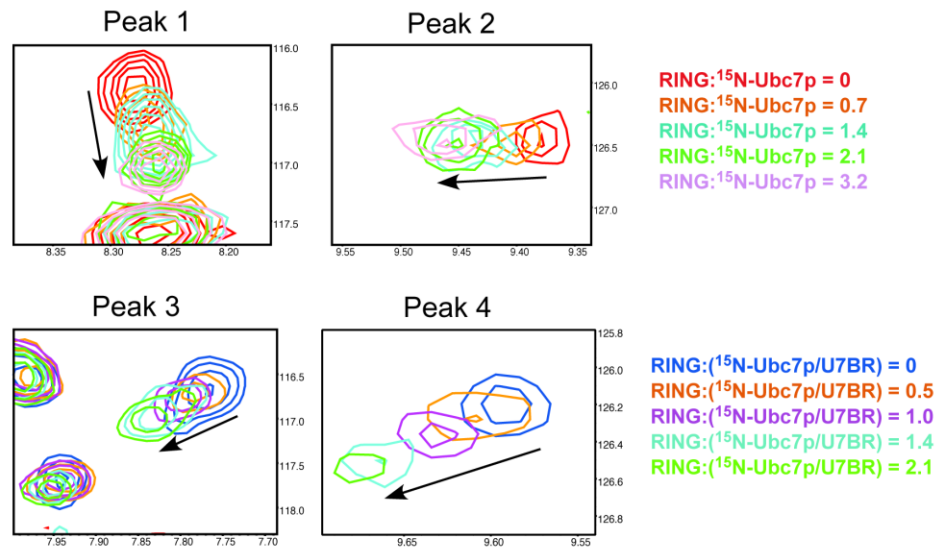 Peak 1
Peak 2
116.0
116.5
117.0
117.5
8.35
8.30
8.25
8.20
126.0
126.5
127.0
9.55
9.50
9.45
9.40
9.35
RING:¹⁵N-Ubc7p = 0
RING:¹⁵N-Ubc7p = 0.7
RING:¹⁵N-Ubc7p = 1.4
RING:¹⁵N-Ubc7p = 2.1
RING:¹⁵N-Ubc7p = 3.2
Peak 3
Peak 4
116.5
117.0
117.5
118.0
7.95
7.90
7.85
7.80
7.75
7.70
125.8
126.0
126.2
126.4
126.6
126.8
9.65
9.60
9.55
RING:(¹⁵N-Ubc7p/U7BR) = 0
RING:(¹⁵N-Ubc7p/U7BR) = 0.5
RING:(¹⁵N-Ubc7p/U7BR) = 1.0
RING:(¹⁵N-Ubc7p/U7BR) = 1.4
RING:(¹⁵N-Ubc7p/U7BR) = 2.1